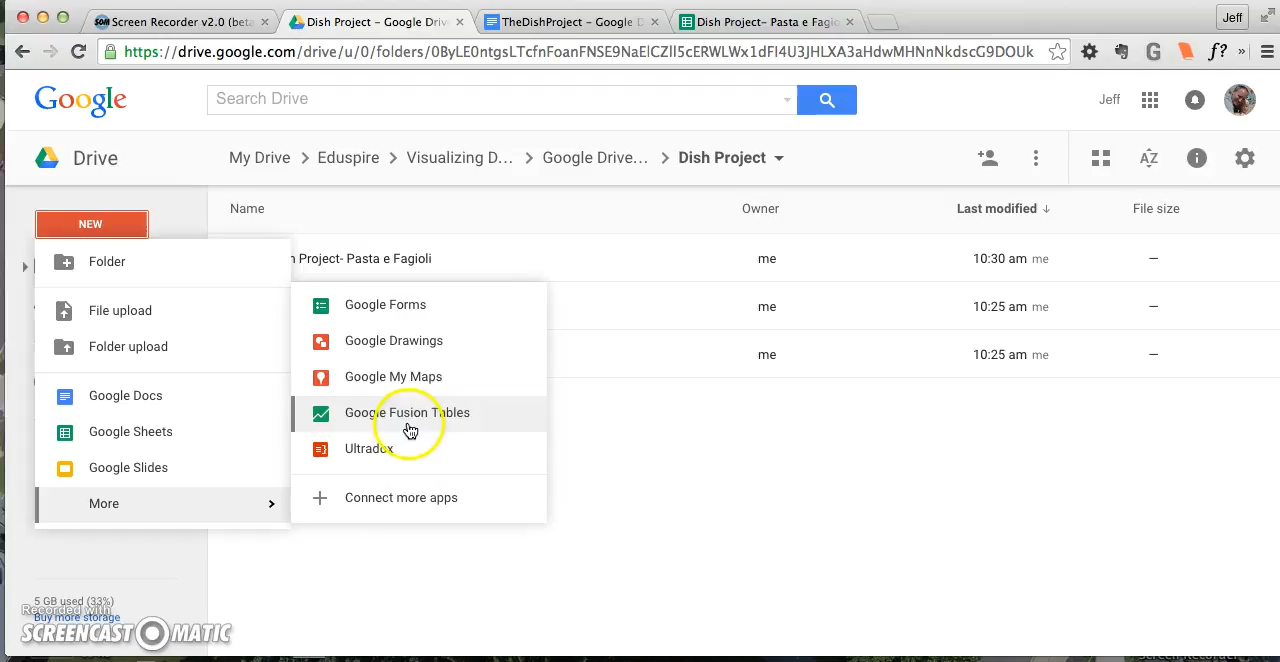 Screen Recorder v2.0 (beta
Dish Project – Google Driv
TheDishProject – Google D
Dish Project– Pasta e Fagio
Jeff
https://drive.google.com/drive/u/0/folders/
G
f?
»
Google
Search Drive
Jeff
Drive
My Drive > Eduspire > Visualizing D... > Google Drive... > Dish Project
AZ
NEW
Name
Owner
Last modified ↓
File size
Folder
h Project- Pasta e Fagioli
me
10:30 am me
—
File upload
Google Forms
me
10:25 am me
—
Folder upload
Google Drawings
me
10:25 am me
—
Google My Maps
Google Docs
Google Fusion Tables
Google Sheets
Ultradox
Google Slides
Connect more apps
More
5 GB used (33%)
Recorded with
Buy more storage
SCREENCAST-O-MATIC
Screen Recorder